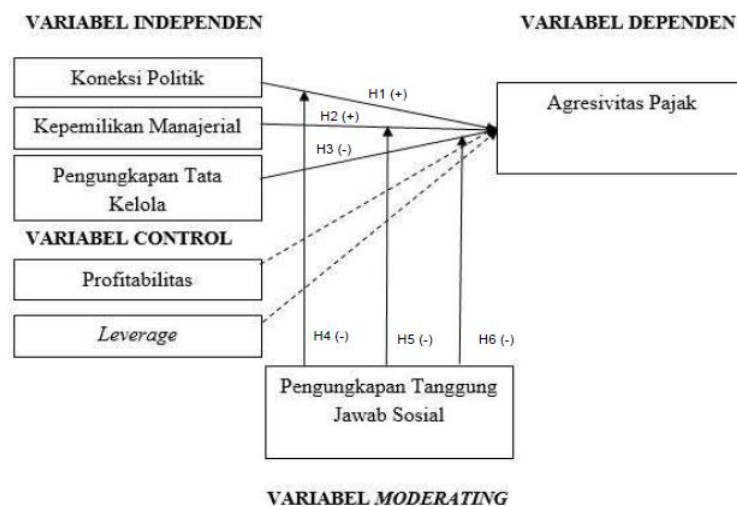 VARIABEL INDEPENDEN
VARIABEL DEPENDEN
Koneksi Politik
H1 (+)
Agresivitas Pajak
Kepemilikan Manajerial
H2 (+)
H3 (-)
Pengungkapan Tata
Kelola
VARIABEL CONTROL
Profitabilitas
Leverage
H4 (-)
H5 (-)
H6 (-)
Pengungkapan Tanggung
Jawab Sosial
VARIABEL MODERATING